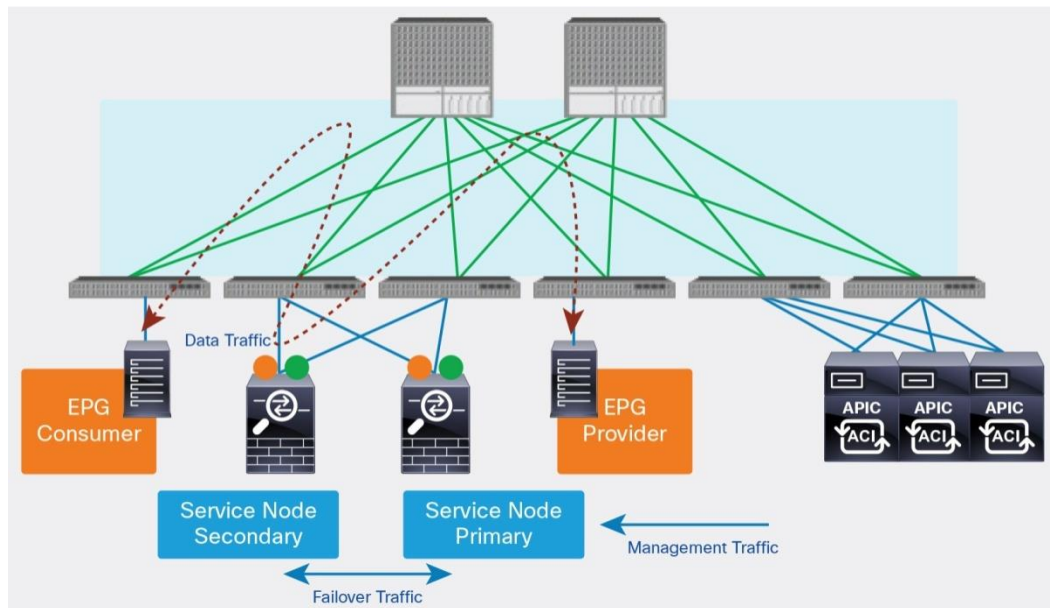 Data Traffic
EPG
Consumer
EPG
Provider
APIC
ACI
APIC
ACI
APIC
ACI
Service Node
Secondary
Service Node
Primary
Management Traffic
Failover Traffic